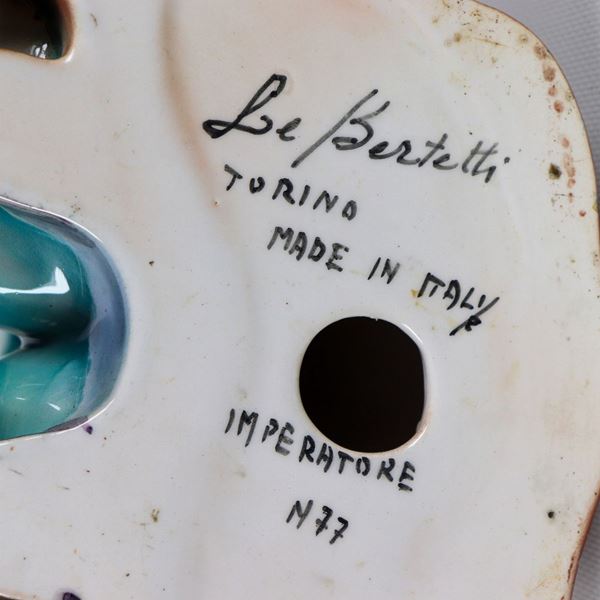 Le Bertetti
TORINO
MADE IN ITALY
IMPERATORE
N77